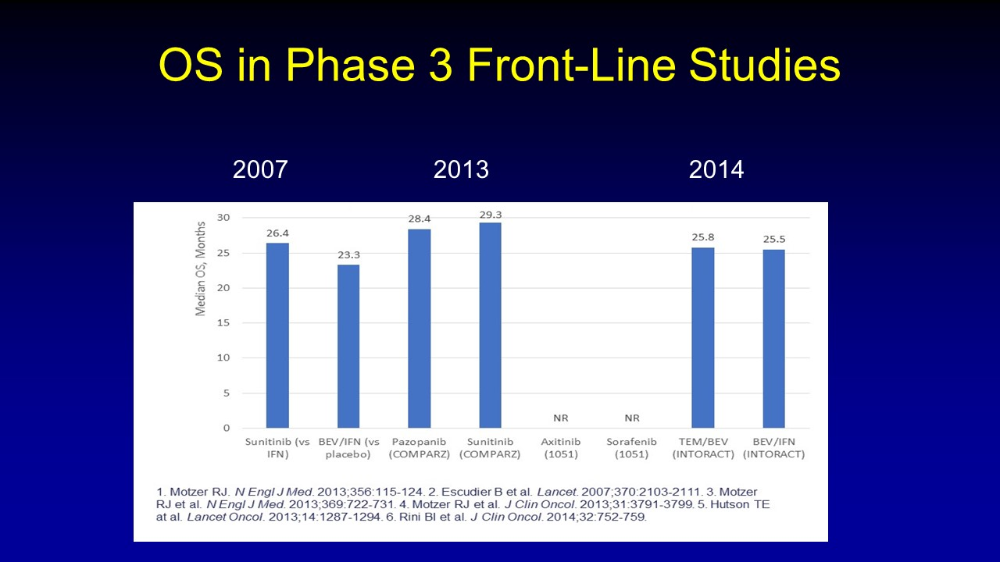 OS in Phase 3 Front-Line Studies
2007 2013 2014
Median OS, Months
30
25
20
15
10
5
0
26.4
23.3
28.4
29.3
NR
NR
25.8
25.5
Sunitinib (vs
IFN)
BEV/IFN (vs
placebo)
Pazopanib
(COMPARZ)
Sunitinib
(COMPARZ)
Axitinib
(1051)
Sorafenib
(1051)
TEM/BEV
(INTORACT)
BEV/IFN
(INTORACT)
1. Motzer RJ. N Engl J Med. 2013;356:115-124. 2. Escudier B et al. Lancet. 2007;370:2103-2111. 3. Motzer
RJ et al. N Engl J Med. 2013;369:722-731. 4. Motzer RJ et al. J Clin Oncol. 2013;31:3791-3799. 5. Hutson TE
at al. Lancet Oncol. 2013;14:1287-1294. 6. Rini BI et al. J Clin Oncol. 2014;32:752-759.